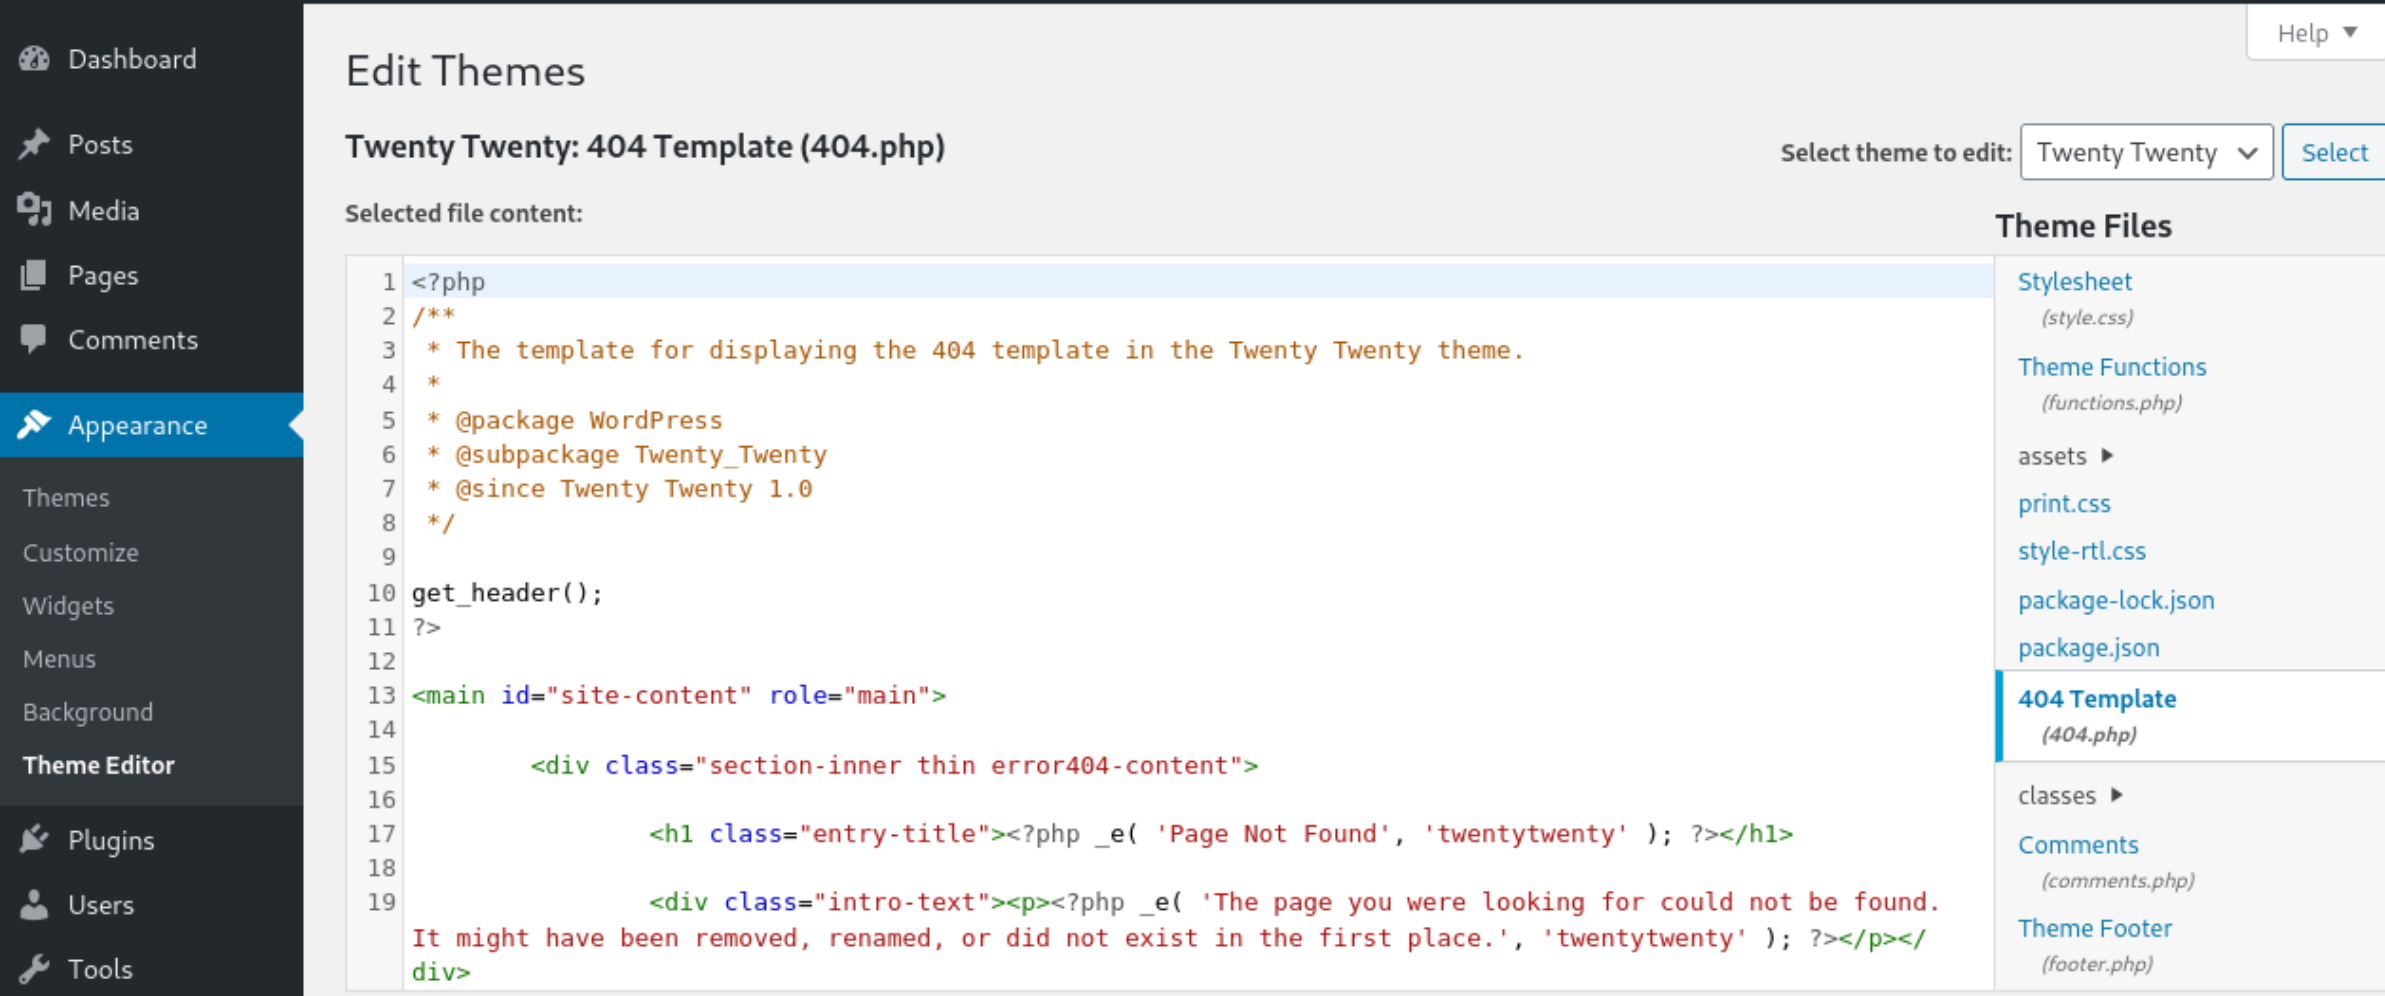 Dashboard
Posts
Media
Pages
Comments
Appearance
Themes
Customize
Widgets
Menus
Background
Theme Editor
Plugins
Users
Tools
Help
Edit Themes
Twenty Twenty: 404 Template (404.php)
Select theme to edit: Twenty Twenty Select
Selected file content:
1 <?php
2 /**
3  * The template for displaying the 404 template in the Twenty Twenty theme.
4  *
5  * @package WordPress
6  * @subpackage Twenty_Twenty
7  * @since Twenty Twenty 1.0
8  */
9
10 get_header();
11 ?>
12
13 <main id="site-content" role="main">
14
15         <div class="section-inner thin error404-content">
16
17                 <h1 class="entry-title"><?php _e( 'Page Not Found', 'twentytwenty' ); ?></h1>
18
19                 <div class="intro-text"><p><?php _e( 'The page you were looking for could not be found.
It might have been removed, renamed, or did not exist in the first place.', 'twentytwenty' ); ?></p></
div>
Theme Files
Stylesheet
(style.css)
Theme Functions
(functions.php)
assets
print.css
style-rtl.css
package-lock.json
package.json
404 Template
(404.php)
classes
Comments
(comments.php)
Theme Footer
(footer.php)